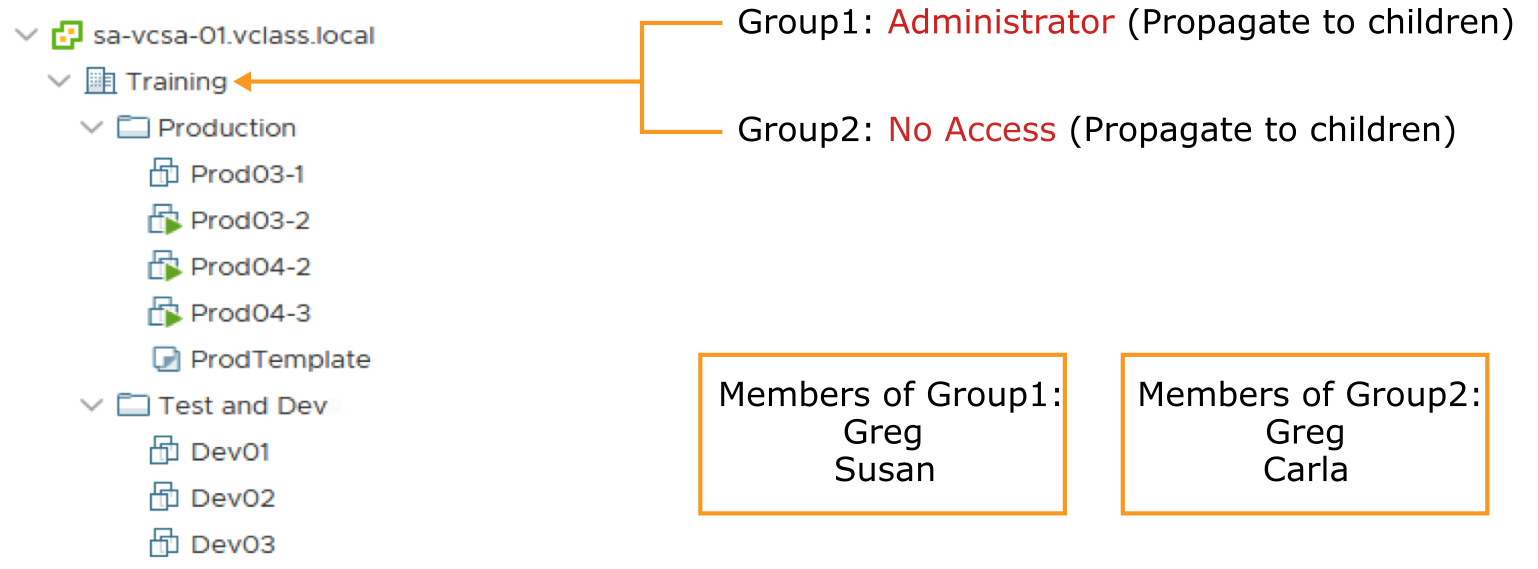 sa-vcsa-01.vclass.local
Training
Production
Prod03-1
Prod03-2
Prod04-2
Prod04-3
ProdTemplate
Test and Dev
Dev01
Dev02
Dev03
Group1: Administrator (Propagate to children)
Group2: No Access (Propagate to children)
Members of Group1:
Greg
Susan
Members of Group2:
Greg
Carla